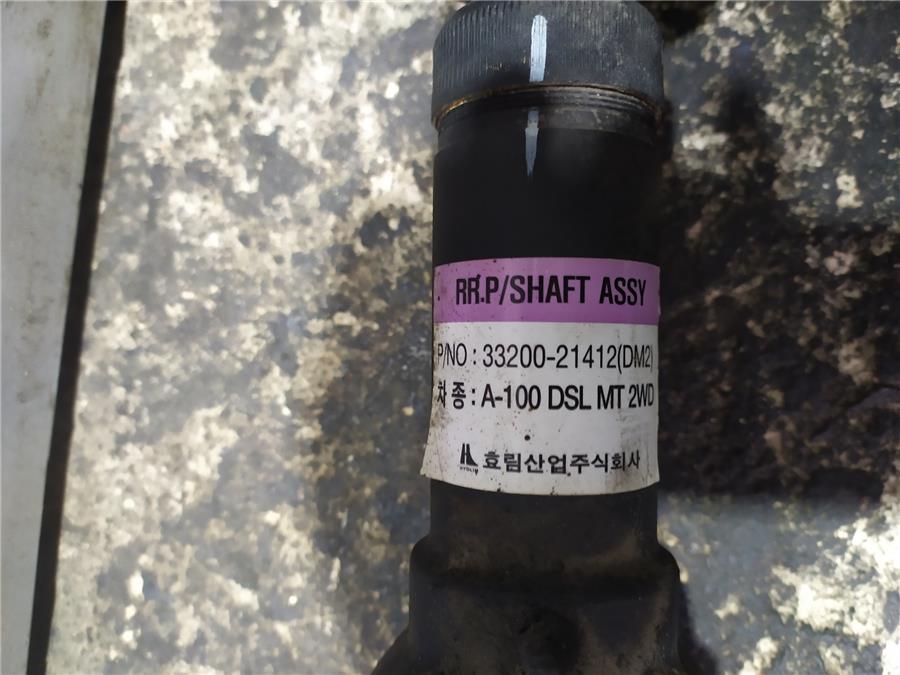 RR.P/SHAFT ASSY
P/NO : 33200-21412(DM2)
차 종 : A-100 DSL MT 2WD
효림산업주식회사